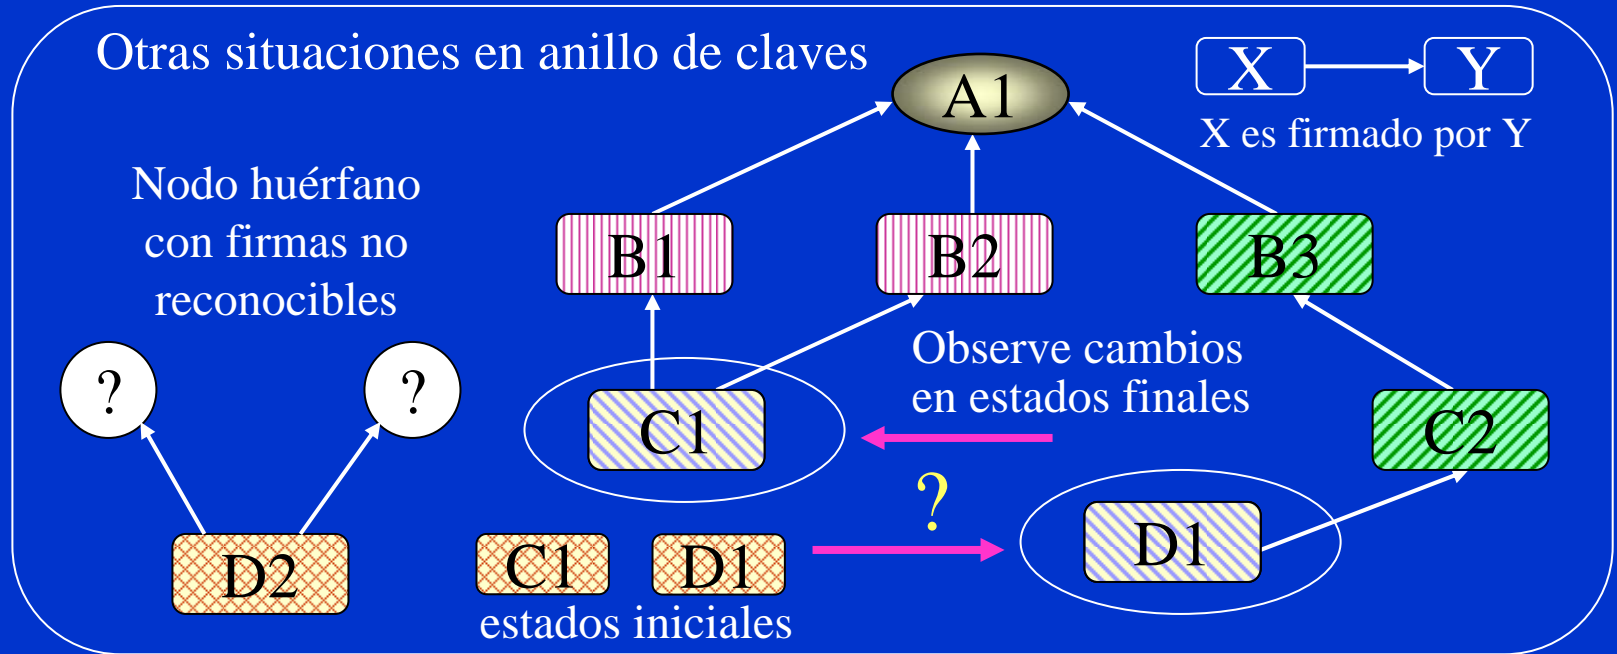 Otras situaciones en anillo de claves
A1
X
Y
X es firmado por Y
Nodo huérfano
con firmas no
reconocibles
B1
B2
B3
?
?
Observe cambios
en estados finales
C1
C2
?
D2
C1
D1
D1
estados iniciales